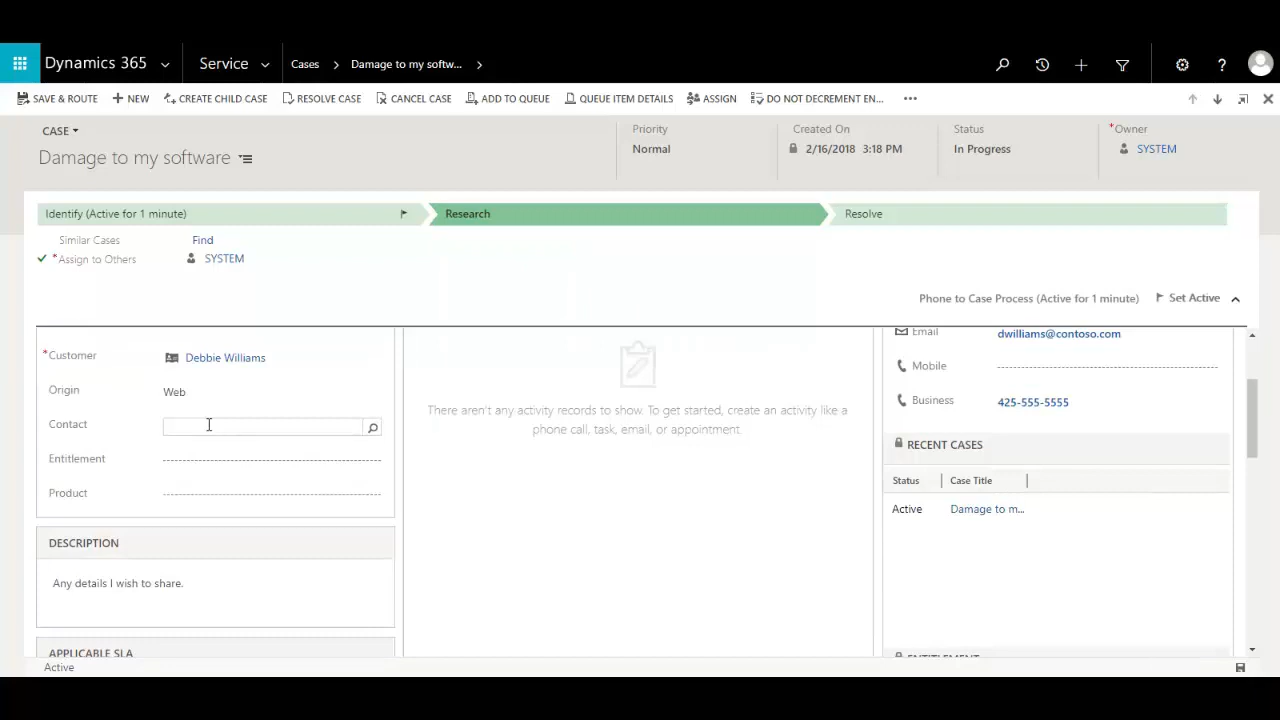 Dynamics 365 Service Cases Damage to my softw...
SAVE & ROUTE NEW CREATE CHILD CASE RESOLVE CASE CANCEL CASE ADD TO QUEUE QUEUE ITEM DETAILS ASSIGN DO NOT DECREMENT EN...
CASE
Damage to my software
Priority Created On Status *Owner
Normal 2/16/2018 3:18 PM In Progress SYSTEM
Identify (Active for 1 minute) Research Resolve
Similar Cases Find
*Assign to Others SYSTEM
Phone to Case Process (Active for 1 minute) Set Active
*Customer Debbie Williams
Origin Web
Contact
Entitlement
Product
DESCRIPTION
Any details I wish to share.
APPLICABLE SLA
There aren't any activity records to show. To get started, create an activity like a
phone call, task, email, or appointment.
Email dwilliams@contoso.com
Mobile
Business 425-555-5555
RECENT CASES
Status Case Title
Active Damage to m...
ENTITLEMENT
Active